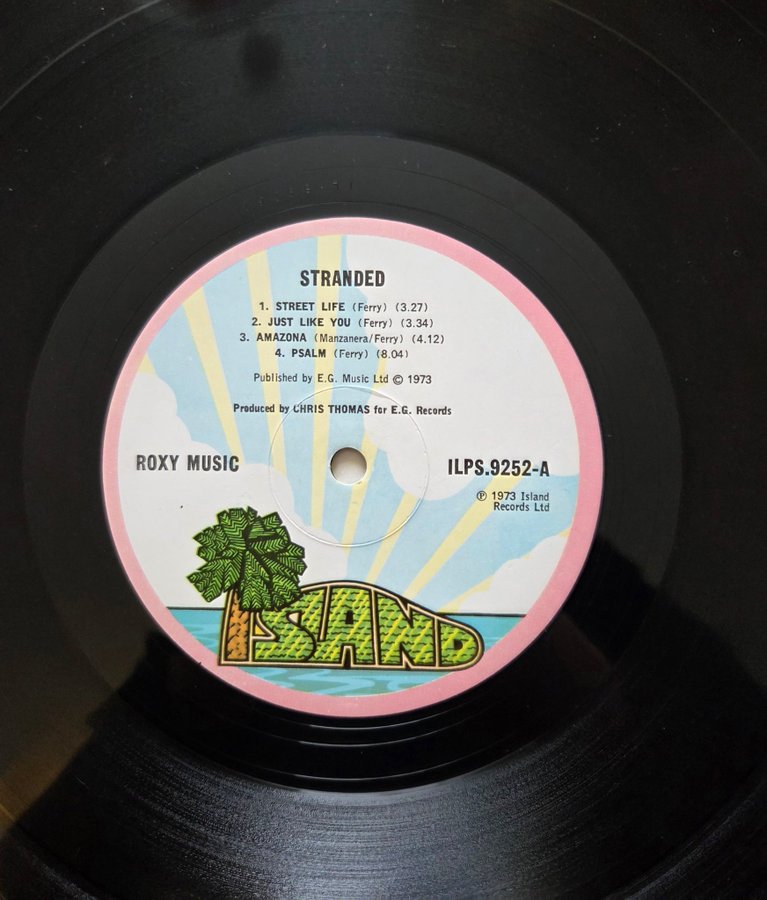 STRANDED
1. STREET LIFE (Ferry) (3.27)
2. JUST LIKE YOU (Ferry) (3.34)
3. AMAZONA (Manzanera/Ferry) (4.12)
4. PSALM (Ferry) (8.04)
Published by E.G. Music Ltd © 1973
Produced by CHRIS THOMAS for E.G. Records
ROXY MUSIC
ILPS.9252-A
℗ 1973 Island
Records Ltd
ISLAND